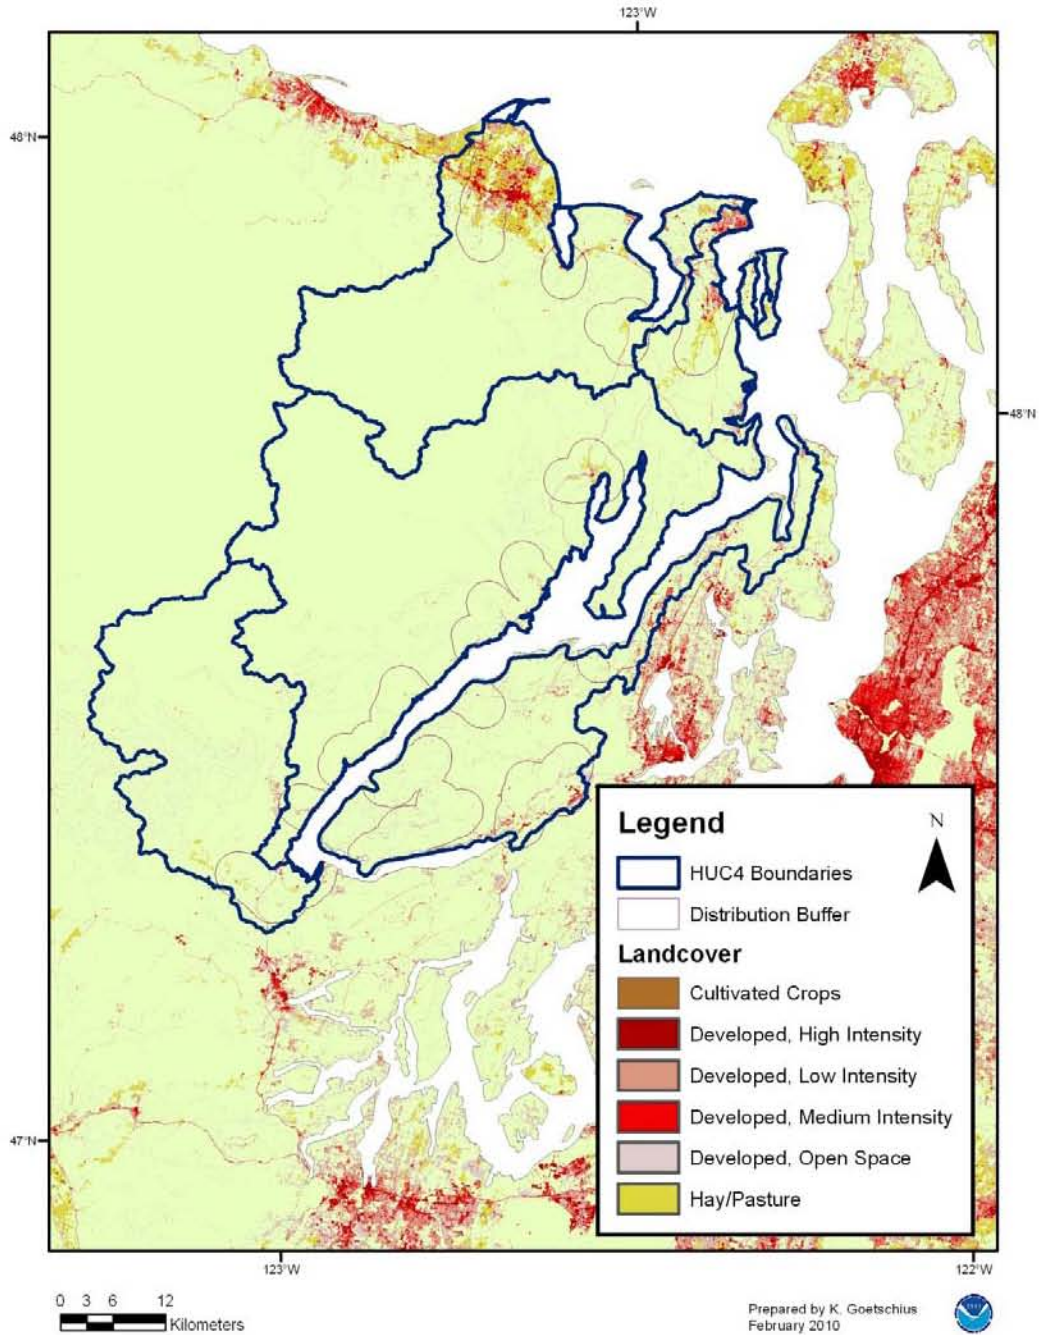 123°W
48°N
48°N
Legend
N
HUC4 Boundaries
Distribution Buffer
Landcover
Cultivated Crops
Developed, High Intensity
Developed, Low Intensity
Developed, Medium Intensity
Developed, Open Space
Hay/Pasture
47°N
123°W
122°W
0 3 6 12
Kilometers
Prepared by K. Goetschius
February 2010